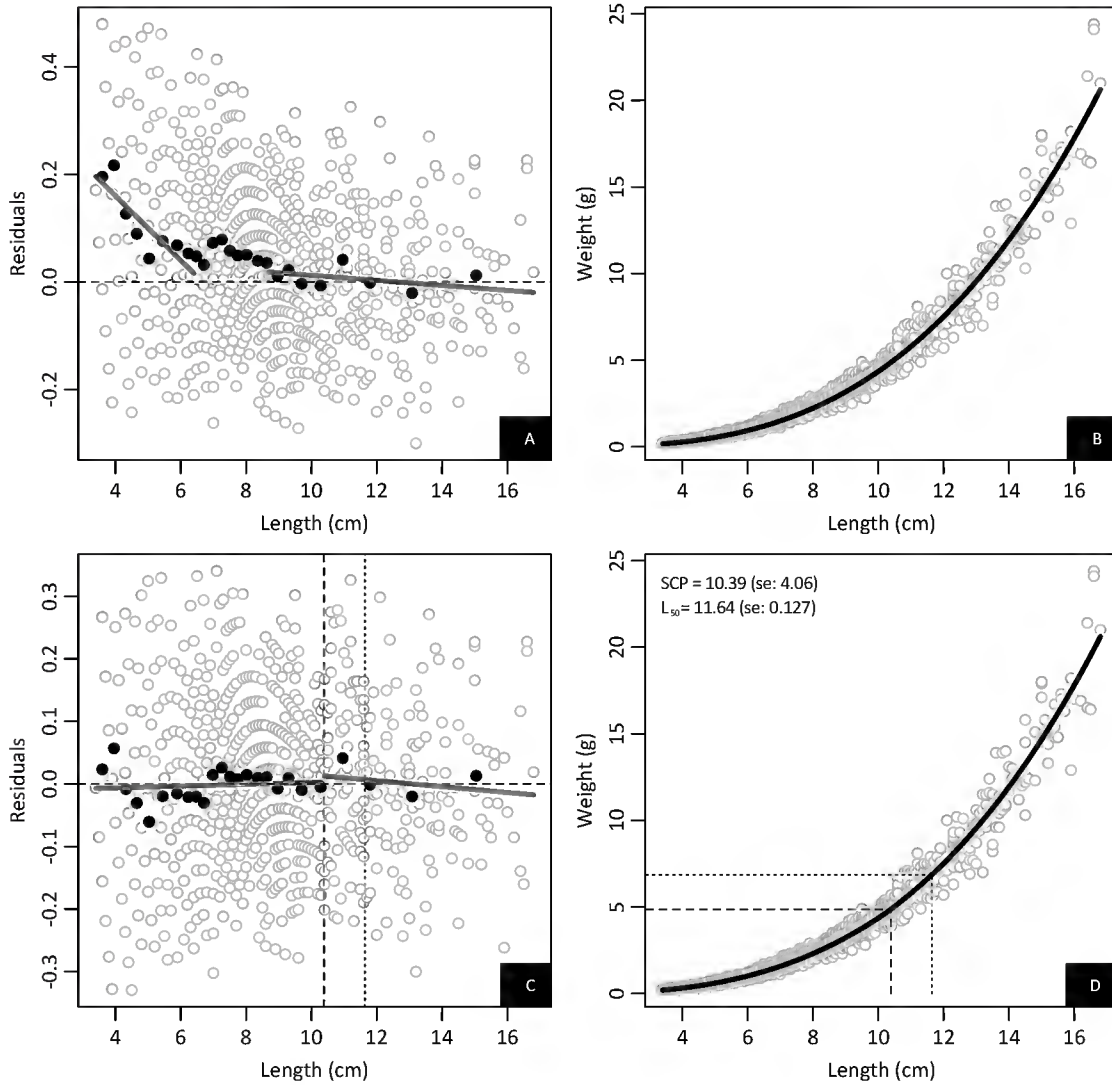 Residuals
0.4
0.2
0.0
-0.2
4 6 8 10 12 14 16
Length (cm)
A
Weight (g)
25
20
15
10
5
0
4 6 8 10 12 14 16
Length (cm)
B
Residuals
0.3
0.2
0.1
0.0
-0.1
-0.2
-0.3
4 6 8 10 12 14 16
Length (cm)
C
Weight (g)
25
20
15
10
5
0
SCP = 10.39 (se: 4.06)
L₅₀= 11.64 (se: 0.127)
4 6 8 10 12 14 16
Length (cm)
D